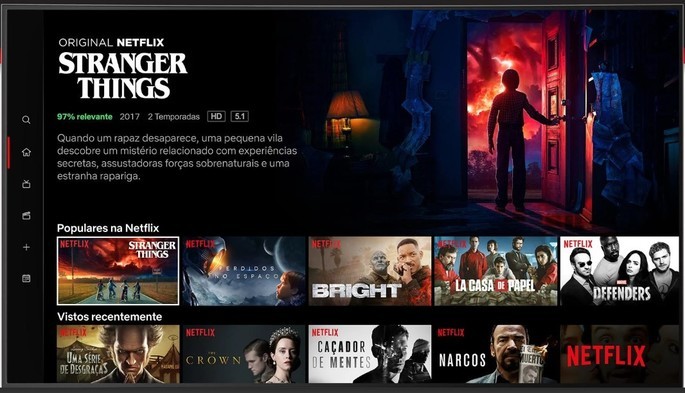 ORIGINAL NETFLIX
STRANGER
THINGS
97% relevante 2017 2 Temporadas HD 5.1
Quando um rapaz desaparece, uma pequena vila
descobre um mistério relacionado com experiências
secretas, assustadoras forças sobrenaturais e uma
estranha rapariga.
Populares na Netflix
NETFLIX
STRANGER
THINGS
NETFLIX
PERDIDOS
NO ESPAÇO
NETFLIX
BRIGHT
NETFLIX
LA CASA DE PAPEL
NETFLIX
MARVEL
DEFENDERS
Vistos recentemente
NETFLIX
UMA SÉRIE
DE DESGRAÇAS
NETFLIX
THE
CROWN
NETFLIX
CAÇADOR
DE MENTES
NETFLIX
NARCOS
MUERTO
NETFLIX